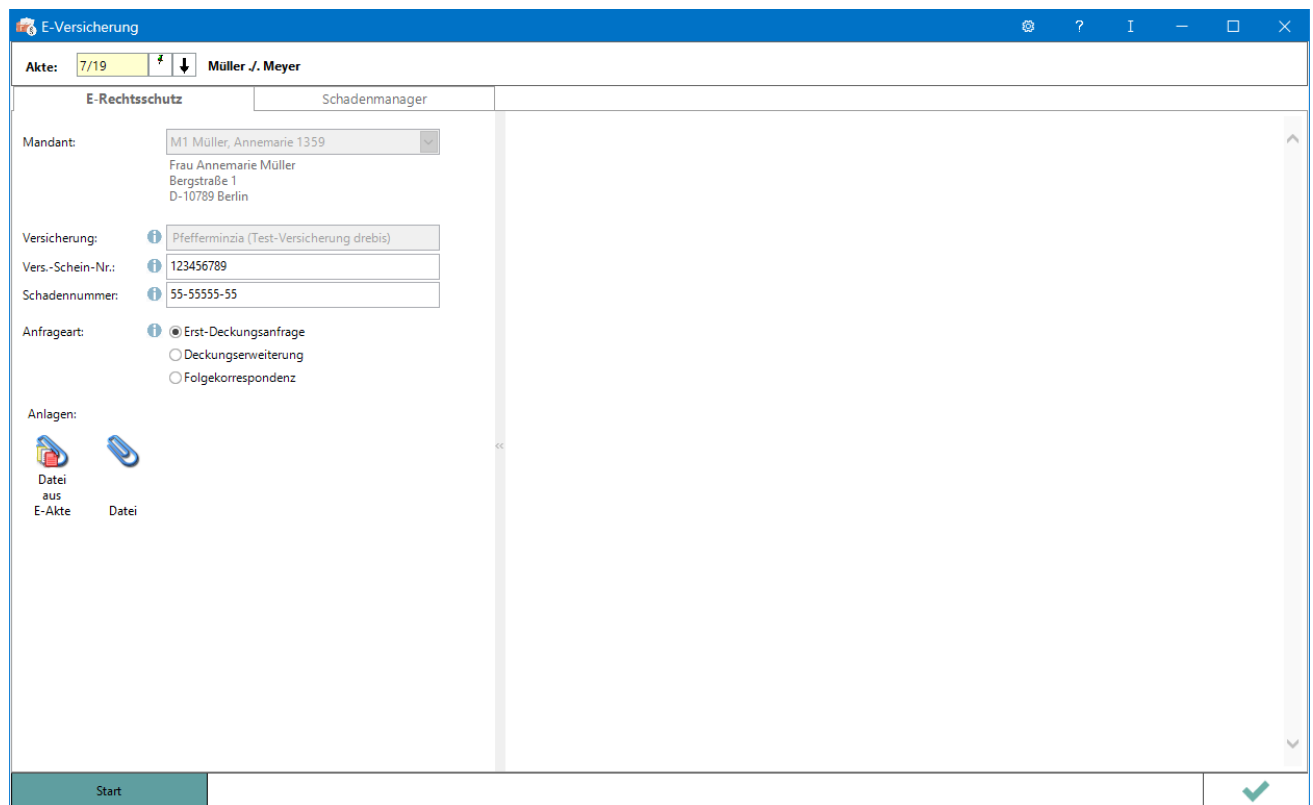 E-Versicherung
Akte: 7/19 Müller ./. Meyer
E-Rechtsschutz Schadenmanager
Mandant: M1 Müller, Annemarie 1359
Frau Annemarie Müller
Bergstraße 1
D-10789 Berlin
Versicherung: Pfefferminzia (Test-Versicherung drebis)
Vers.-Schein-Nr.: 123456789
Schadennummer: 55-55555-55
Anfrageart: Erst-Deckungsanfrage
Deckungserweiterung
Folgekorrespondenz
Anlagen:
Datei
aus
E-Akte Datei
Start